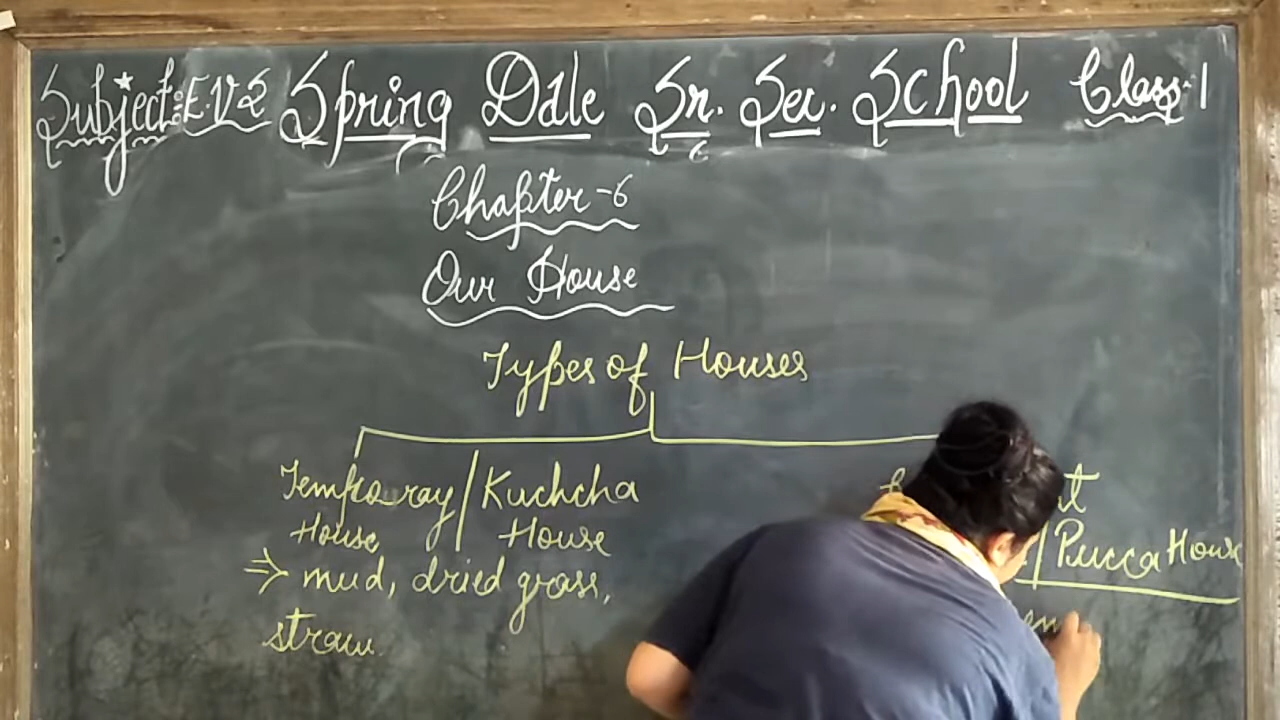 Subject:E.V.S Spring Dale Sr. Sec. School Class-1
Chapter-6
Our House
Types of Houses
Temporay/Kuchcha
House House
/Pucca House
⇒ mud, dried grass,
straw.